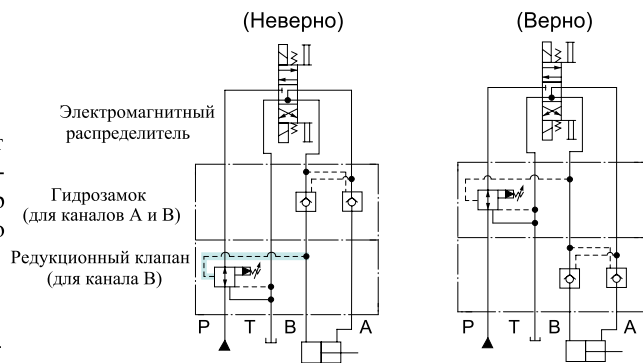 (Неверно)
(Верно)
Электромагнитный
распределитель
Гидрозамок
(для каналов А и В)
Редукционный клапан
(для канала В)
P T B A
P T B A